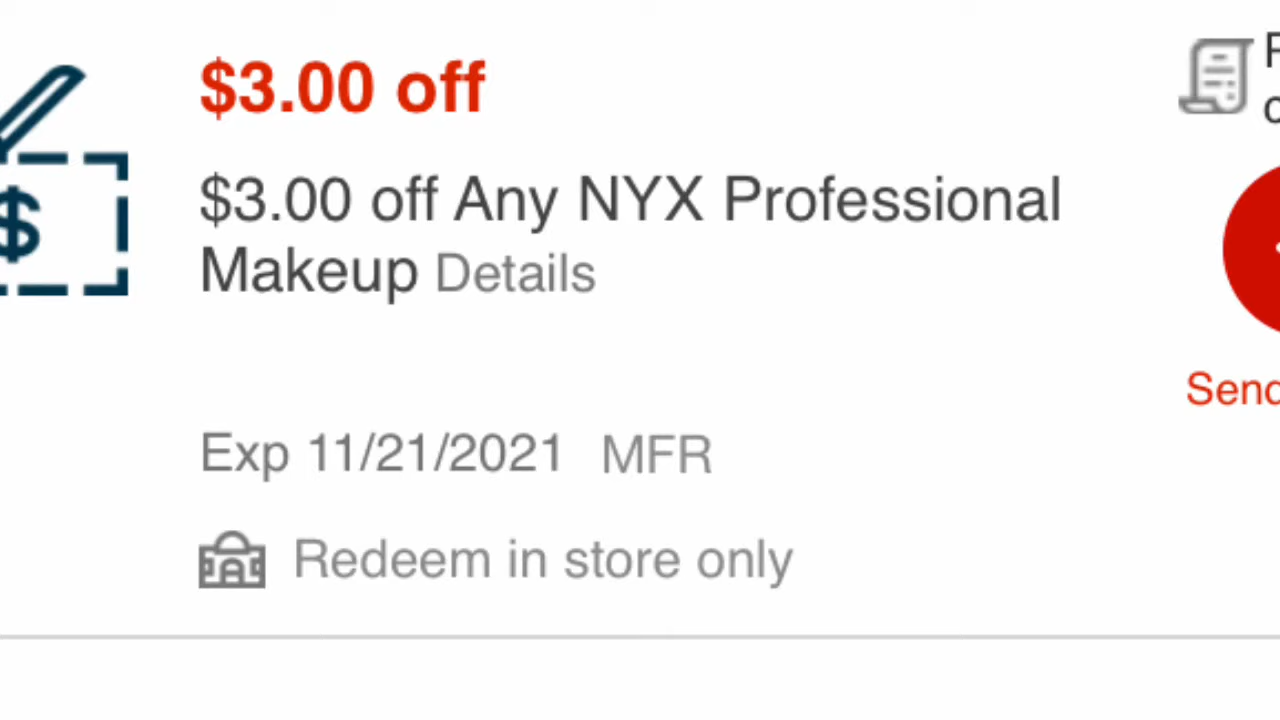 $3.00 off
$3.00 off Any NYX Professional
Makeup Details
Exp 11/21/2021 MFR
Redeem in store only
$